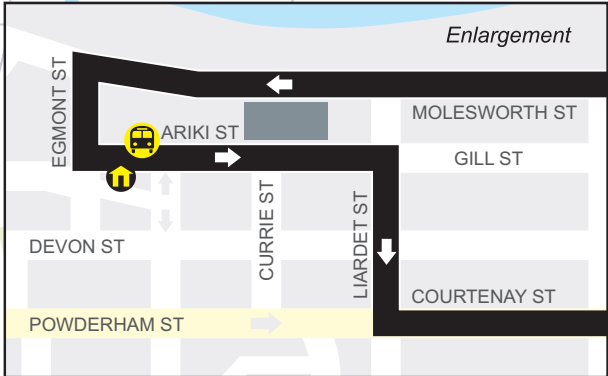 Enlargement
EGMONT ST
MOLESWORTH ST
ARIKI ST
GILL ST
CURRIE ST
LIARDET ST
DEVON ST
COURTENAY ST
POWDERHAM ST